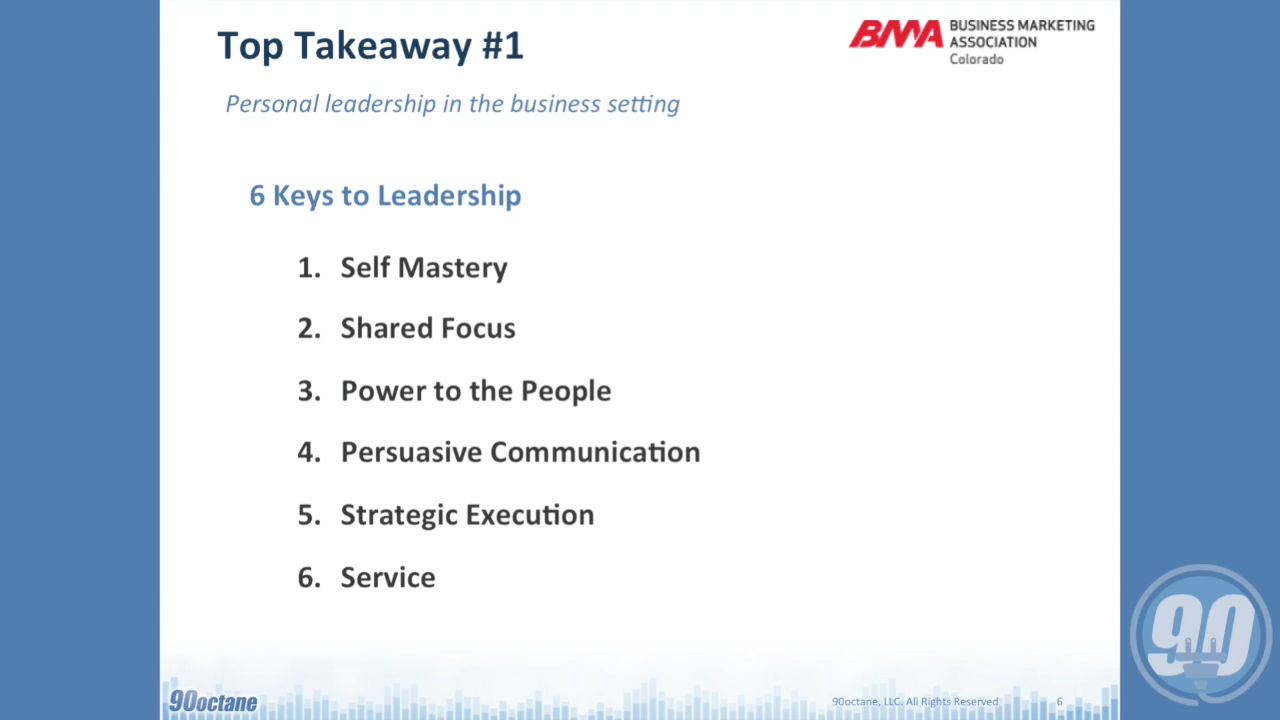 Top Takeaway #1
BMA BUSINESS MARKETING
ASSOCIATION
Colorado
Personal leadership in the business setting
6 Keys to Leadership
1. Self Mastery
2. Shared Focus
3. Power to the People
4. Persuasive Communication
5. Strategic Execution
6. Service
90octane
90octane, LLC. All Rights Reserved
6
90